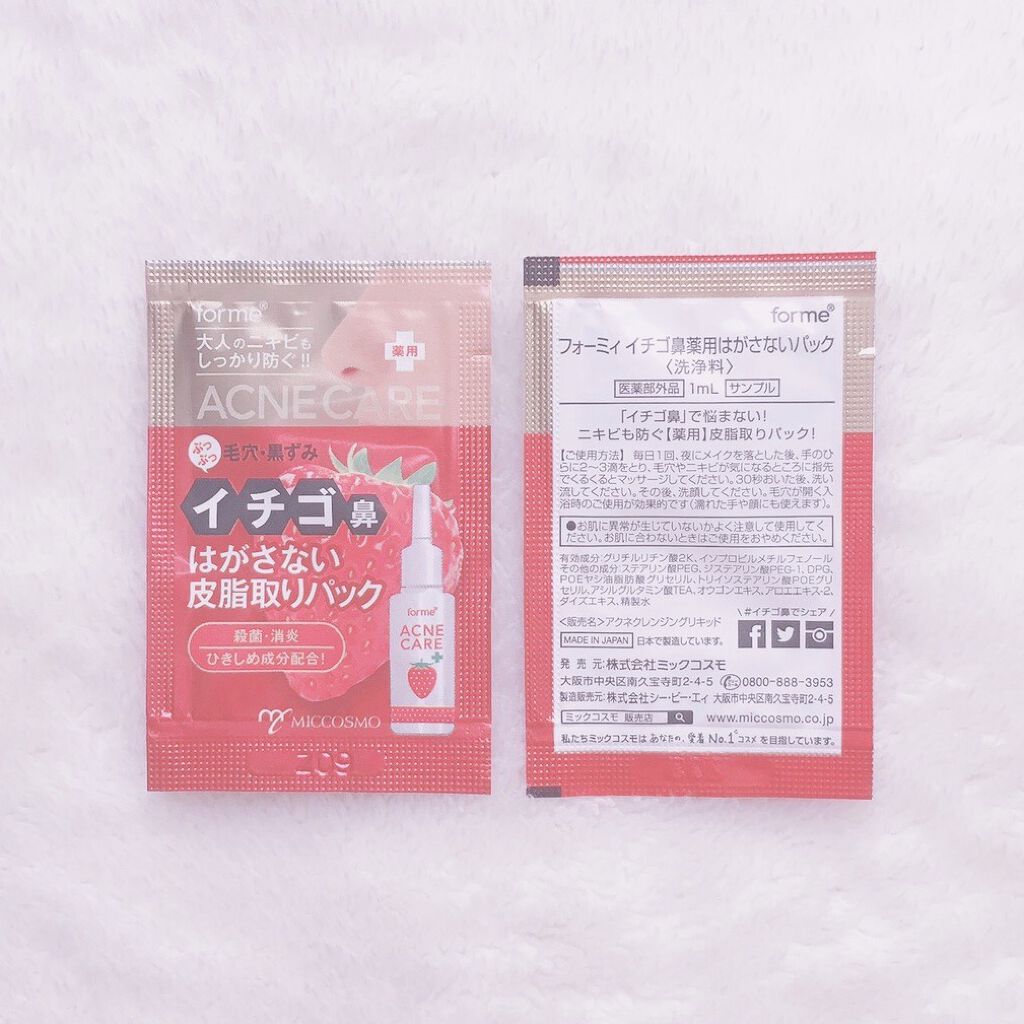 forme®
大人のニキビも
しっかり防ぐ!!
薬用
ACNE CARE
ぶつ
ぶつ
毛穴・黒ずみ
イチゴ鼻
はがさない
皮脂取りパック
殺菌・消炎
ひきしめ成分配合!
forme®
ACNE
CARE
MICCOSMO
forme®
フォーミィ イチゴ鼻薬用はがさないパック
〈洗浄料〉
医薬部外品 1mL サンプル
「イチゴ鼻」で悩まない!
ニキビも防ぐ【薬用】皮脂取りパック!
【ご使用方法】 毎日1回、夜にメイクを落とした後、手のひ
らに2〜3滴をとり、毛穴やニキビが気になるところに指先
でくるくるとマッサージしてください。30秒おいた後、洗い
流してください。その後、洗顔してください。毛穴が開く入
浴時のご使用が効果的です(濡れた手や顔にも使えます)。
●お肌に異常が生じていないかよく注意して使用してく
ださい。お肌に合わないときはご使用をおやめください。
有効成分:グリチルリチン酸2K、イソプロピルメチルフェノール
その他の成分:ステアリン酸PEG、ジステアリン酸PEG-1、DPG、
POEヤシ油脂肪酸グリセリル、トリイソステアリン酸POEグリ
セリル、アシルグルタミン酸TEA、オウゴンエキス、アロエエキス-2、
ダイズエキス、精製水
\ #イチゴ鼻でシェア /
<販売名>アクネクレンジングリキッド
MADE IN JAPAN 日本で製造しています。
発 売 元:株式会社ミックコスモ
大阪市中央区南久宝寺町2-4-5 0800-888-3953
製造販売元:株式会社シー・ビー・エィ 大阪市中央区南久宝寺町2-4-5
ミックコスモ 販売店 www.miccosmo.co.jp
私たちミックコスモは あなたの、愛着 No.1コスメ を目指しています。